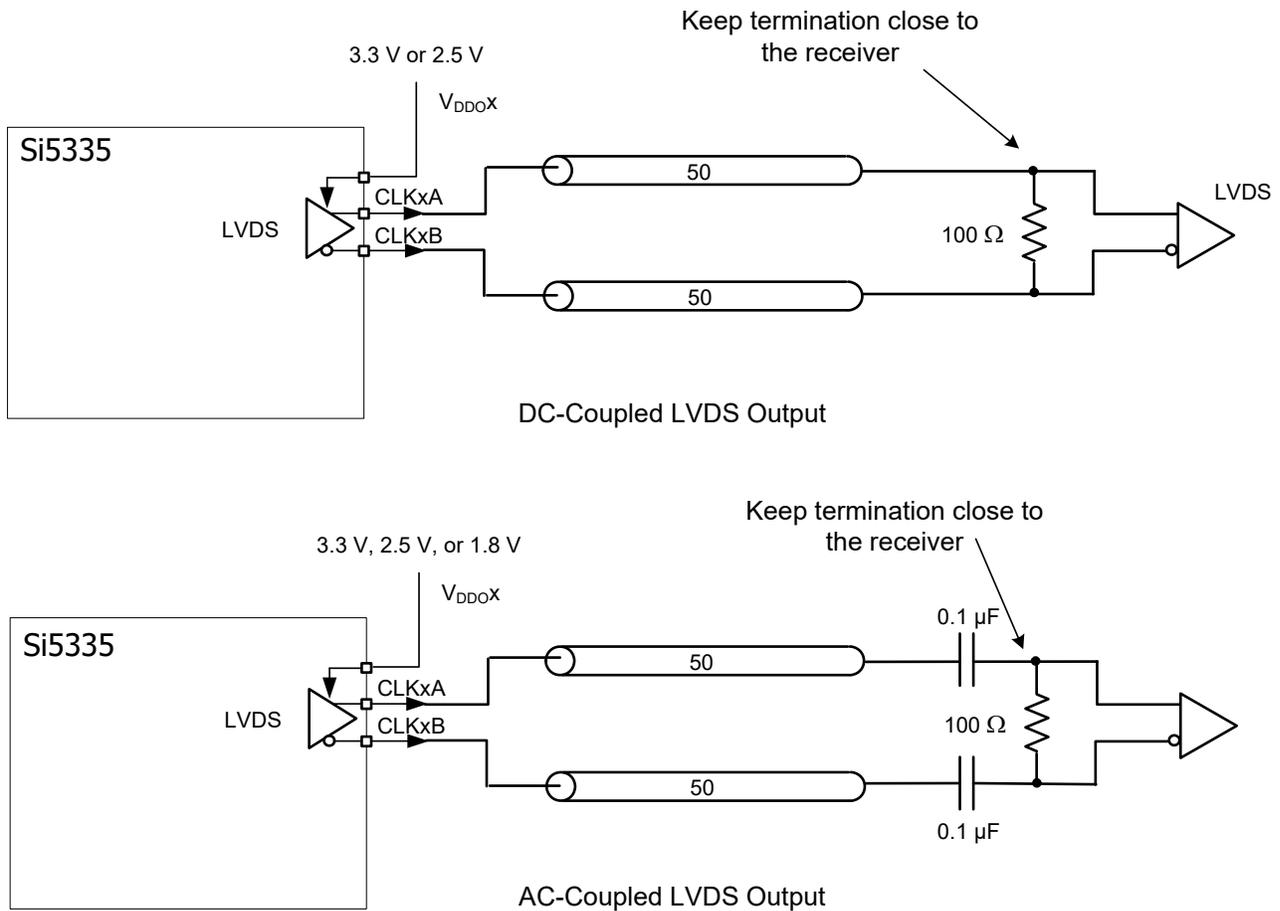 Keep termination close to
the receiver
3.3 V or 2.5 V
VDDOx
Si5335
LVDS
CLKxA
CLKxB
50
50
100 Ω
LVDS
DC-Coupled LVDS Output
Keep termination close to
the receiver
3.3 V, 2.5 V, or 1.8 V
VDDOx
Si5335
LVDS
CLKxA
CLKxB
50
50
0.1 µF
100 Ω
0.1 µF
AC-Coupled LVDS Output